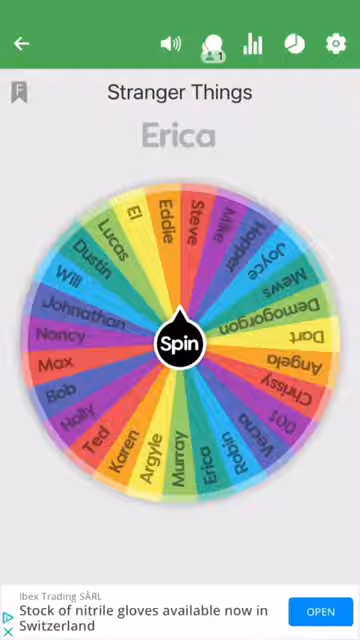 1
F
Stranger Things
Erica
Steve
Mike
Hopper
Joyce
Mews
Demogorgon
Dart
Angela
Chrissy
001
Vecna
Robin
Erica
Murray
Argyle
Karen
Ted
Holly
Bob
Max
Nancy
Johnathan
Will
Dustin
Lucas
El
Eddie
Spin
Ibex Trading SÀRL
Stock of nitrile gloves available now in
Switzerland
OPEN